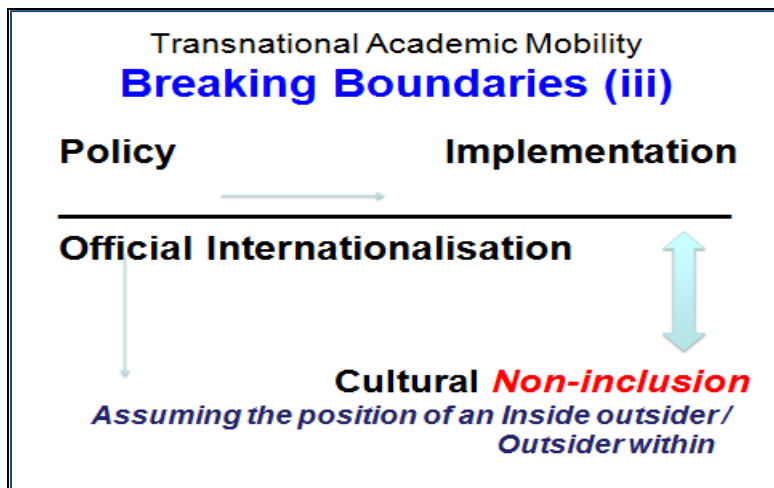 Transnational Academic Mobility
Breaking Boundaries (iii)
Policy Implementation
Official Internationalisation
Cultural Non-inclusion
Assuming the position of an Inside outsider/
Outsider within